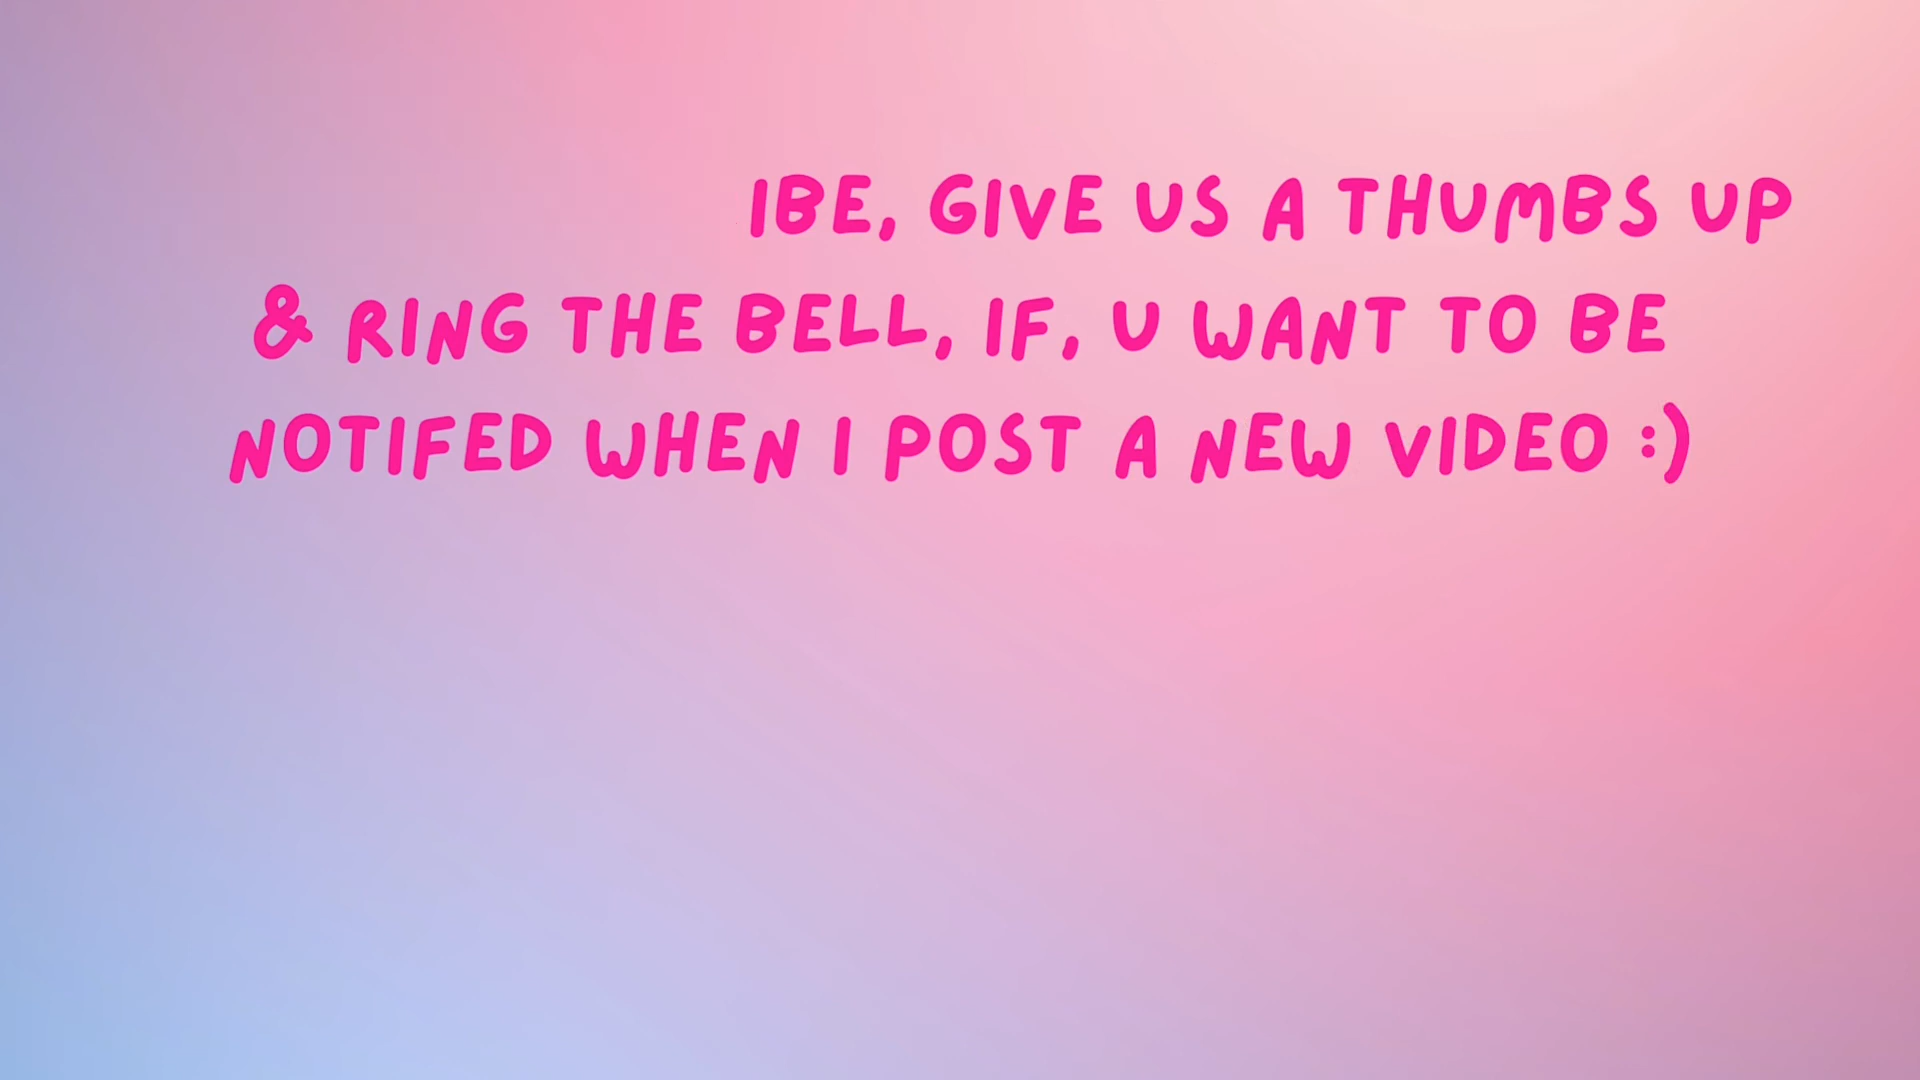 IBE, GIVE US A THUMBS UP
& RING THE BELL, IF, U WANT TO BE
NOTIFED WHEN I POST A NEW VIDEO :)